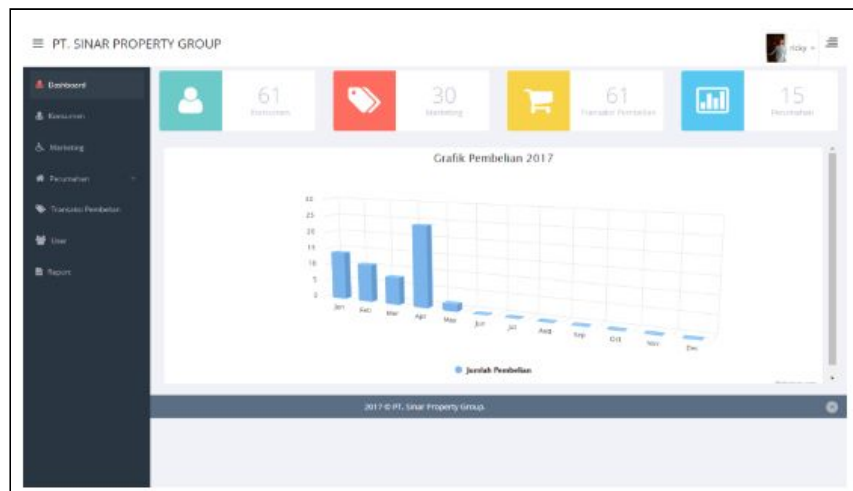 PT. SINAR PROPERTY GROUP
ricky
Dashboard
Konsumen
Marketing
Perumahan
Transaksi Pembelian
User
Report
61
Konsumen
30
Marketing
61
Transaksi Pembelian
15
Perumahan
Grafik Pembelian 2017
30
25
20
15
10
5
0
Jan Feb Mar Apr May Jun Jul Aug Sep Oct Nov Dec
Jumlah Pembelian
2017 © PT. Sinar Property Group.